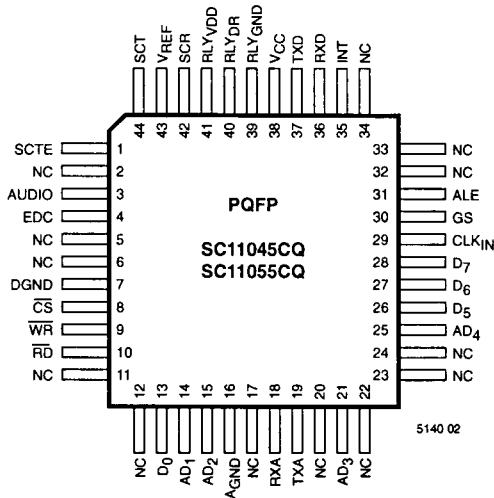 SCT
VREF
SCR
RLYVDD
RLYDR
RLYGND
VCC
TXD
RXD
INT
NC
44
43
42
41
40
39
38
37
36
35
34
SCTE 1
NC 2
AUDIO 3
EDC 4
NC 5
NC 6
DGND 7
C̅S̅ 8
W̅R̅ 9
R̅D̅ 10
NC 11
PQFP
SC11045CQ
SC11055CQ
33 NC
32 NC
31 ALE
30 GS
29 CLKIN
28 D7
27 D6
26 D5
25 AD4
24 NC
23 NC
12
13
14
15
16
17
18
19
20
21
22
NC
D0
AD1
AD2
AGND
NC
RXA
TXA
NC
AD3
NC
5140 02